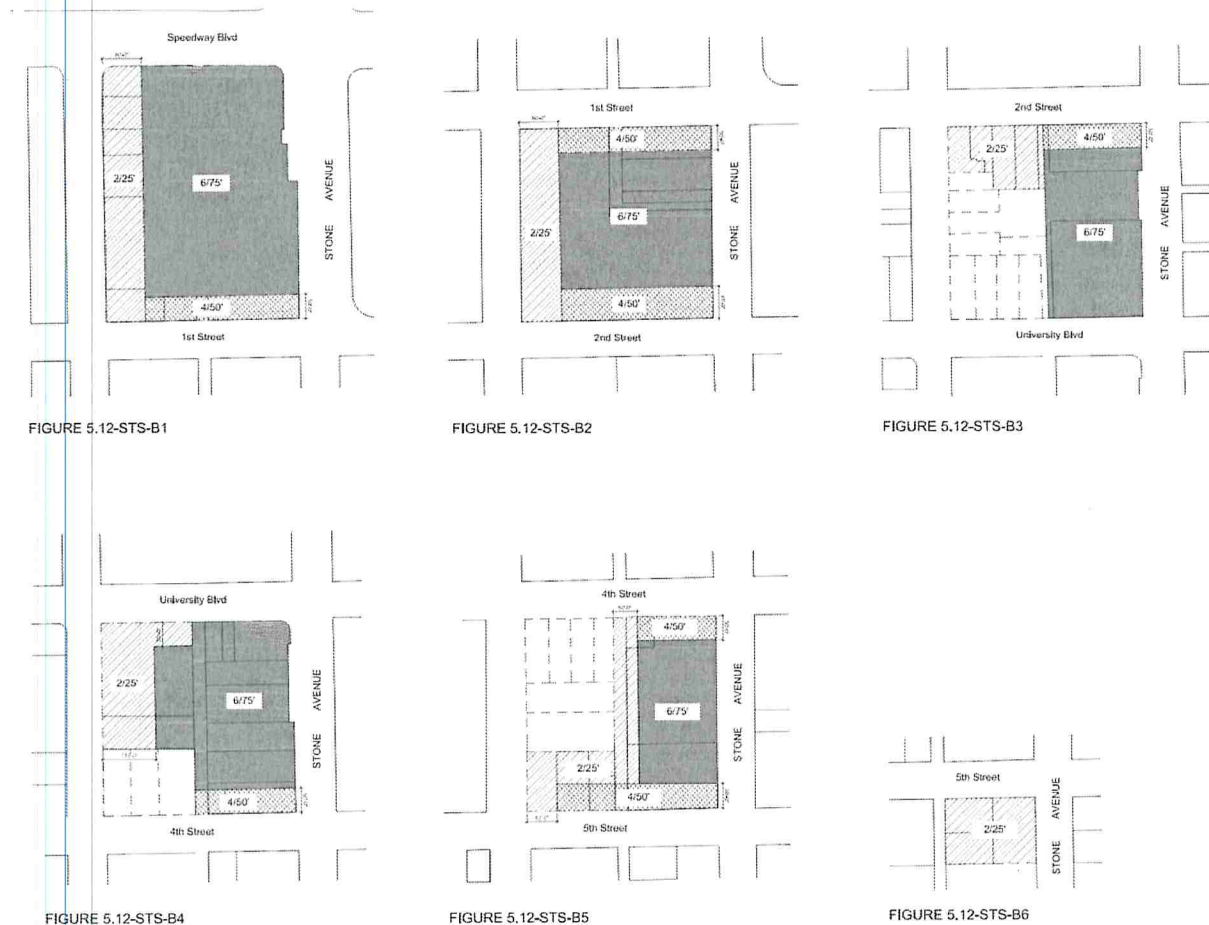 Speedway Blvd
2/25'
6/75'
STONE AVENUE
4/50'
1st Street
FIGURE 5.12-STS-B1
1st Street
4/50'
2/25'
6/75'
STONE AVENUE
4/50'
2nd Street
FIGURE 5.12-STS-B2
2nd Street
2/25'
4/50'
6/75'
STONE AVENUE
University Blvd
FIGURE 5.12-STS-B3
University Blvd
2/25'
6/75'
STONE AVENUE
4/50'
4th Street
FIGURE 5.12-STS-B4
4th Street
4/50'
6/75'
STONE AVENUE
2/25'
4/50'
5th Street
FIGURE 5.12-STS-B5
5th Street
2/25'
STONE AVENUE
FIGURE 5.12-STS-B6